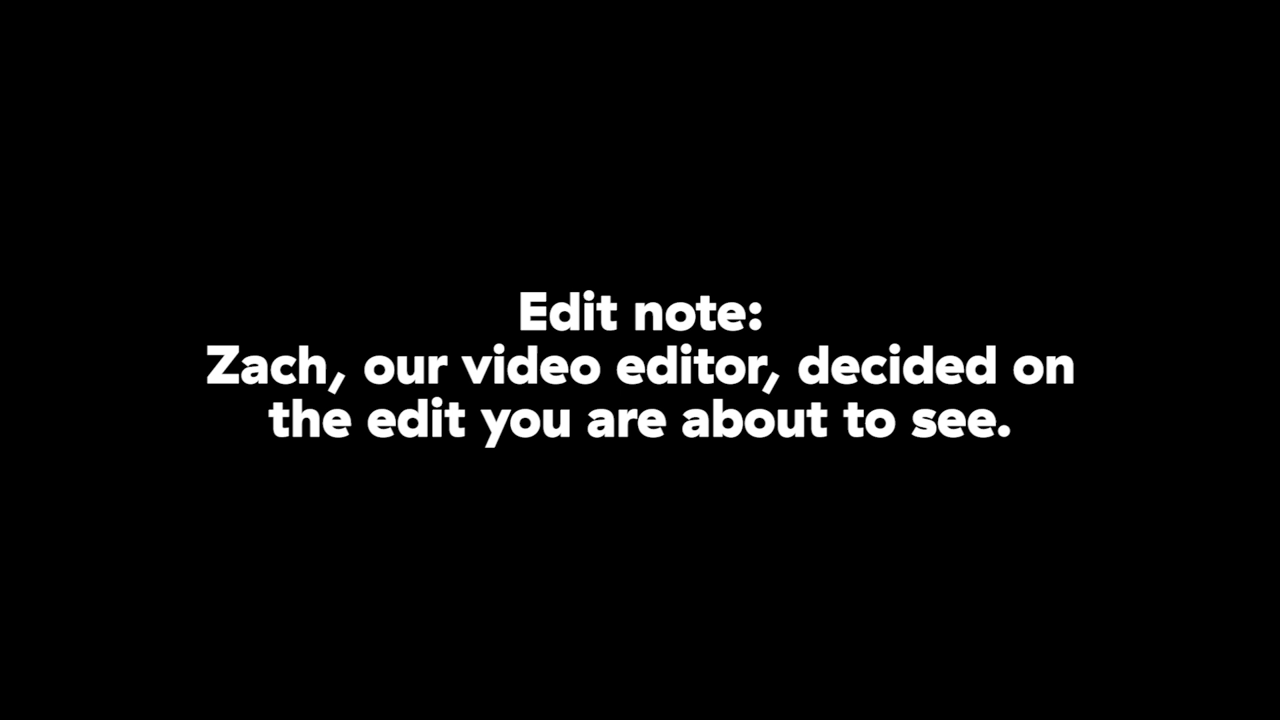 Edit note:
Zach, our video editor, decided on
the edit you are about to see.